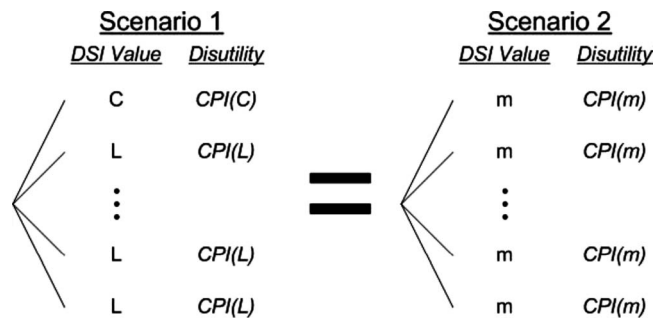 Scenario 1 Scenario 2
DSI Value Disutility DSI Value Disutility
C CPI(C) m CPI(m)
L CPI(L) m CPI(m)
L CPI(L) m CPI(m)
L CPI(L) m CPI(m)